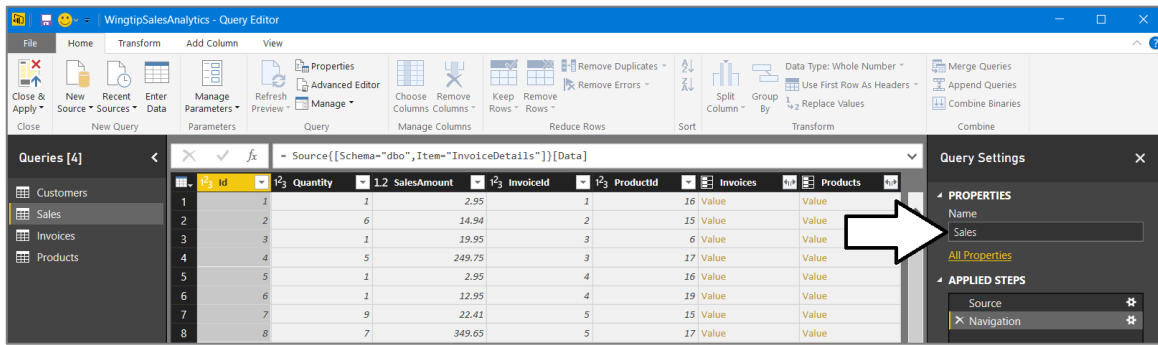 WingtipSalesAnalytics - Query Editor
File Home Transform Add Column View
Close & Apply
New Source
Recent Sources
Enter Data
Manage Parameters
Refresh Preview
Properties
Advanced Editor
Manage
Choose Columns
Remove Columns
Keep Rows
Remove Rows
Remove Duplicates
Remove Errors
Split Column
Group By
Data Type: Whole Number
Use First Row As Headers
Replace Values
Merge Queries
Append Queries
Combine Binaries
Close New Query Parameters Query Manage Columns Reduce Rows Sort Transform Combine
Queries [4]
Customers
Sales
Invoices
Products
fx = Source{[Schema="dbo",Item="InvoiceDetails"]}[Data]
1²3 Id 1²3 Quantity 1.2 SalesAmount 1²3 InvoiceId 1²3 ProductId Invoices Products
1 1 1 2.95 1 16 Value Value
2 2 6 14.94 2 15 Value Value
3 3 1 19.95 3 6 Value Value
4 4 5 249.75 3 17 Value Value
5 5 1 2.95 4 16 Value Value
6 6 1 12.95 4 19 Value Value
7 7 9 22.41 5 15 Value Value
8 8 7 349.65 5 17 Value Value
Query Settings
PROPERTIES
Name
Sales
All Properties
APPLIED STEPS
Source
Navigation